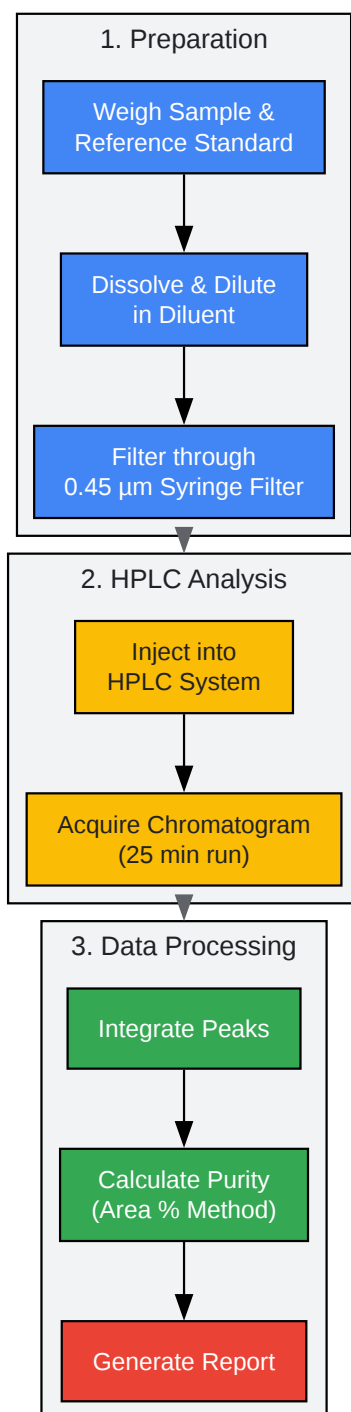 1. Preparation
Weigh Sample &
Reference Standard
Dissolve & Dilute
in Diluent
Filter through
0.45 µm Syringe Filter
2. HPLC Analysis
Inject into
HPLC System
Acquire Chromatogram
(25 min run)
3. Data Processing
Integrate Peaks
Calculate Purity
(Area % Method)
Generate Report